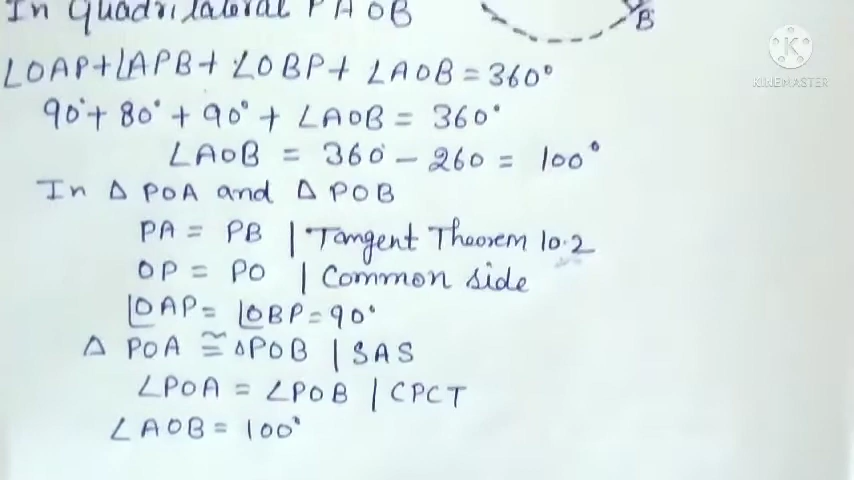 In Quadrilateral PAOB
B
K
KINEMASTER
∠OAP+∠APB+∠OBP+∠AOB=360°
90°+80°+90°+∠AOB=360°
∠AOB=360-260=100°
In Δ POA and Δ POB
PA = PB | Tangent Theorem 10.2
OP = PO | Common side
∠OAP=∠OBP=90°
Δ POA ≅ ΔPOB | SAS
∠POA = ∠POB | CPCT
∠AOB = 100°